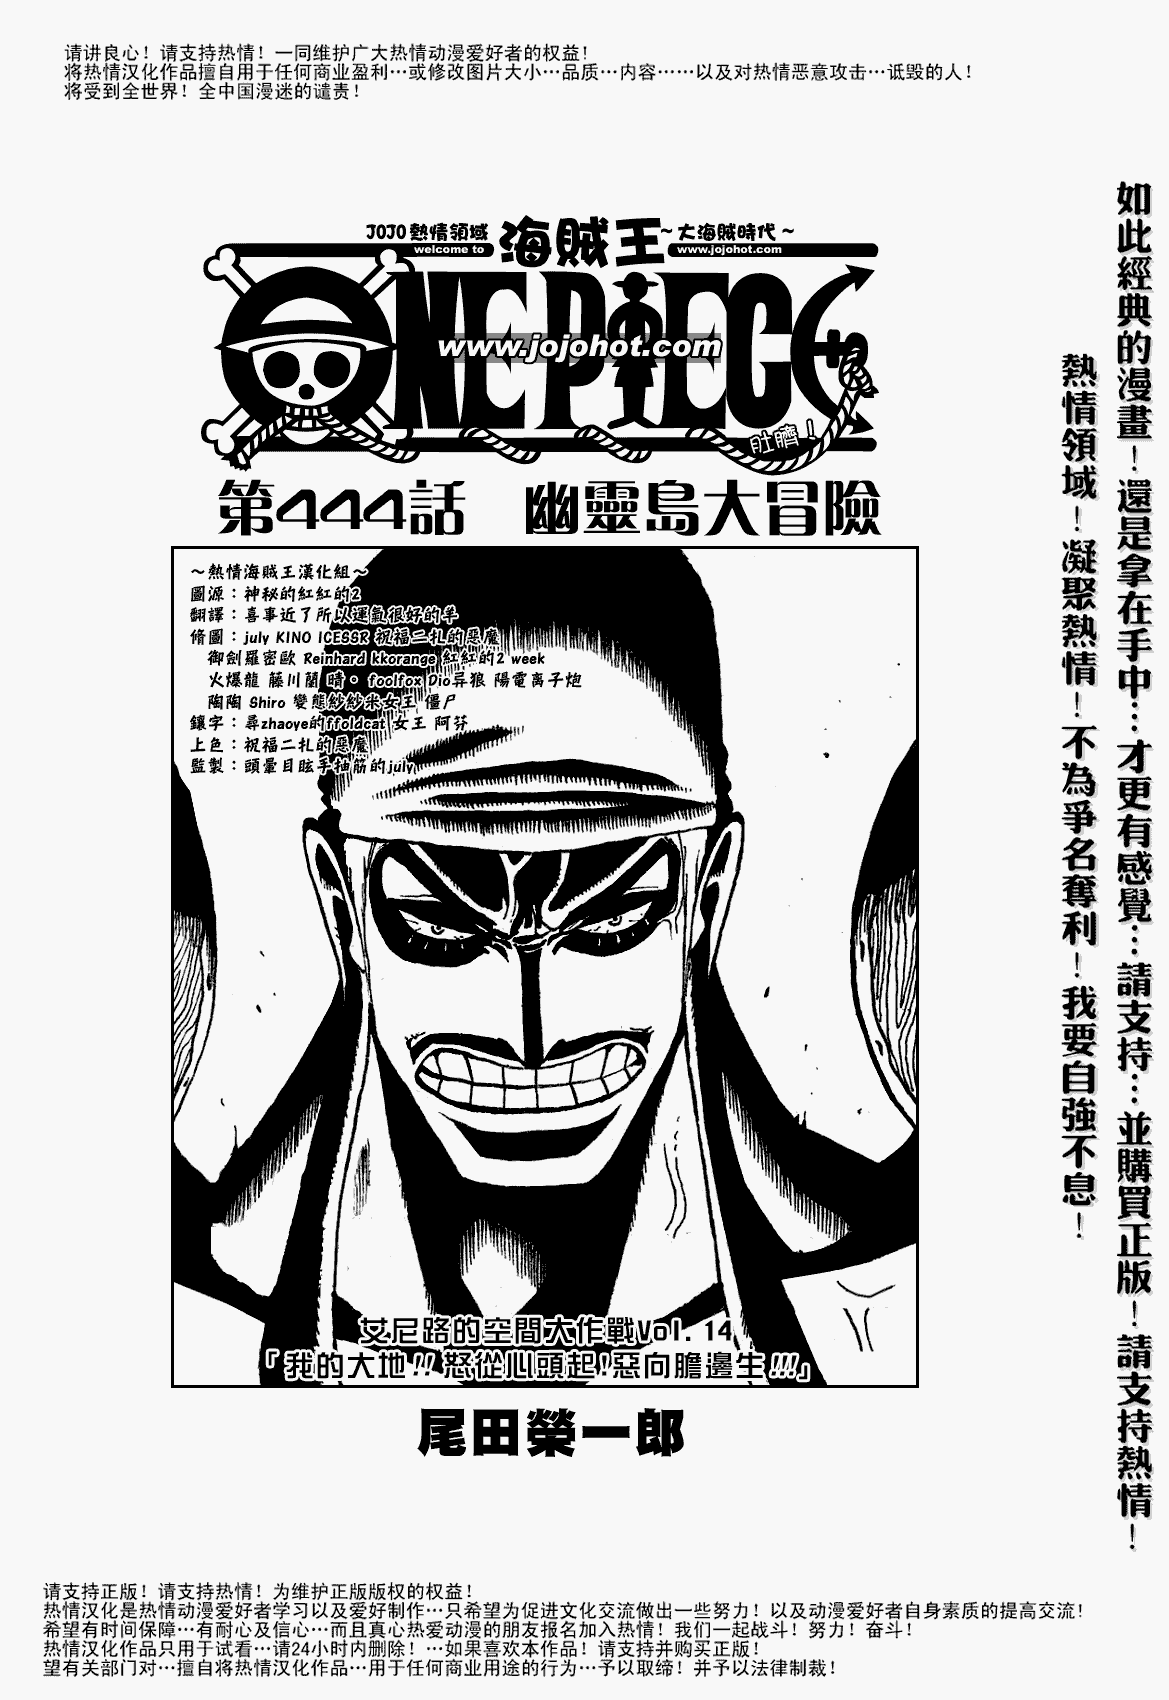 请讲良心！请支持热情！一同维护广大热情动漫爱好者的权益！
将热情汉化作品擅自用于任何商业盈利…或修改图片大小…品质…内容……以及对热情恶意攻击…诋毁的人！
将受到全世界！全中国漫迷的谴责！
如此經典的漫畫！還是拿在手中…才更有感覺…請支持…並購買正版！請支持熱情！
熱情領域！凝聚熱情！不為爭名奪利！我要自強不息！
JOJO熱情領域 海賊王 ~大海賊時代~
welcome to www.jojohot.com
ONE PIECE
www.jojohot.com
肚臍！
第444話 幽靈島大冒險
～熱情海賊王漢化組～
圖源：神秘的紅紅的2
翻譯：喜事近了所以運氣很好的羊
脩圖：july KINO ICESSR 祝福二札的惡魔
御劍羅密歐 Reinhard kkorange 紅紅的2 week
火爆龍 藤川蘭 晴· foolfox Dio异狼 陽電离子炮
陶陶 Shiro 變態紗紗米女王 僵尸
鑲字：尋zhaoye的ffoldcat 女王 阿芬
上色：祝福二札的惡魔
監製：頭暈目眩手抽筋的july
艾尼路的空間大作戰Vol. 14
「我的大地!!怒從心頭起!惡向膽邊生!!!」
尾田榮一郎
请支持正版！请支持热情！为维护正版版权的权益！
热情汉化是热情动漫爱好者学习以及爱好制作…只希望为促进文化交流做出一些努力！以及动漫爱好者自身素质的提高交流！
希望有时间保障…有耐心及信心…而且真心热爱动漫的朋友报名加入热情！我们一起战斗！努力！奋斗！
热情汉化作品只用于试看…请24小时内删除！…如果喜欢本作品！请支持并购买正版！
望有关部门对…擅自将热情汉化作品…用于任何商业用途的行为…予以取缔！并予以法律制裁！